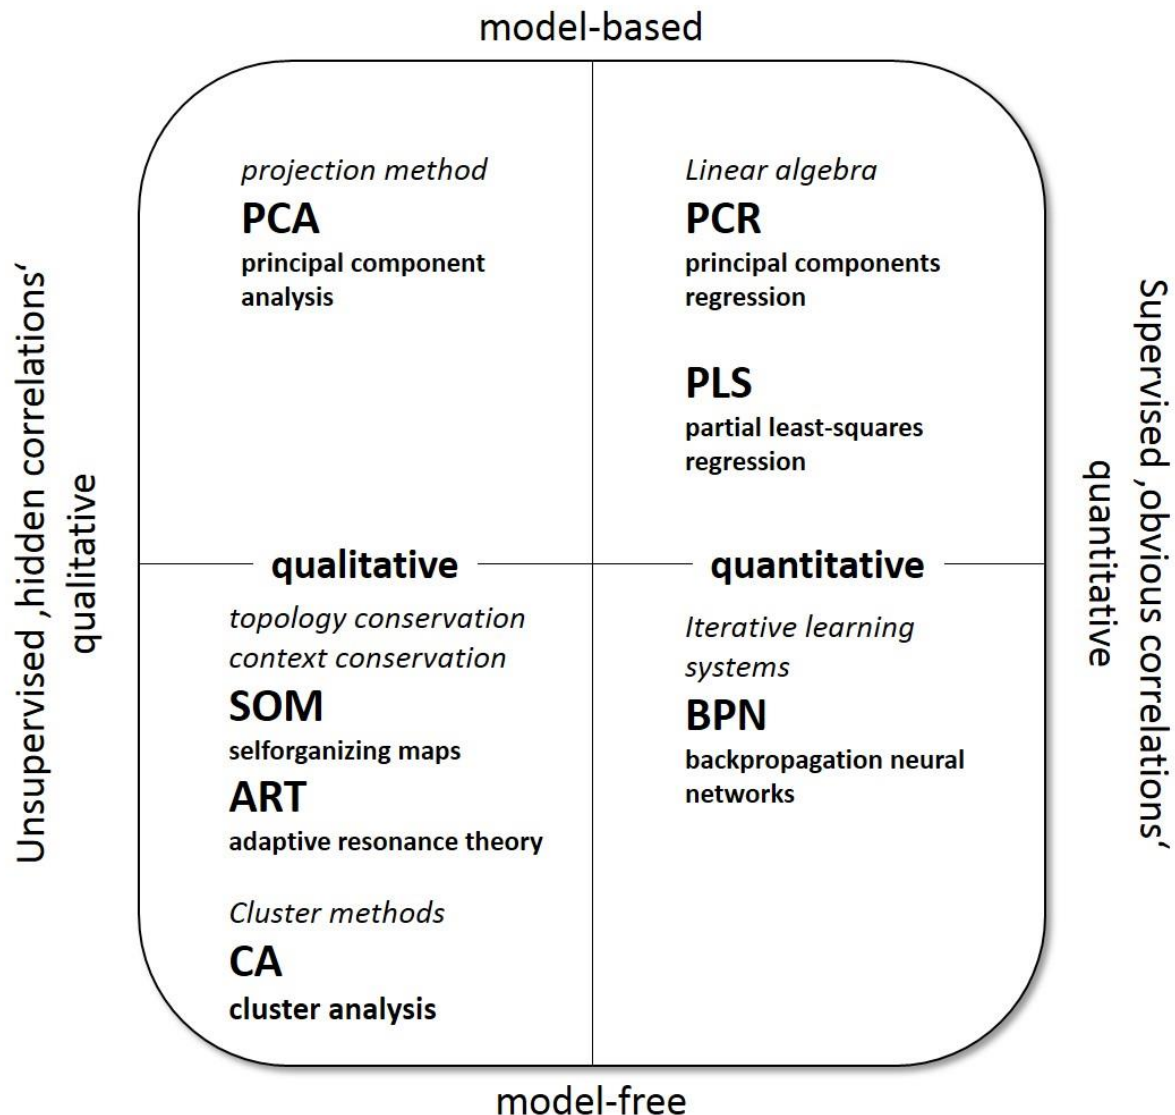 model-based
projection method
PCA
principal component
analysis
Linear algebra
PCR
principal components
regression
PLS
partial least-squares
regression
Unsupervised ‚hidden correlations‘
qualitative
Supervised ‚obvious correlations‘
quantitative
qualitative
quantitative
topology conservation
context conservation
SOM
selforganizing maps
ART
adaptive resonance theory
Cluster methods
CA
cluster analysis
Iterative learning
systems
BPN
backpropagation neural
networks
model-free